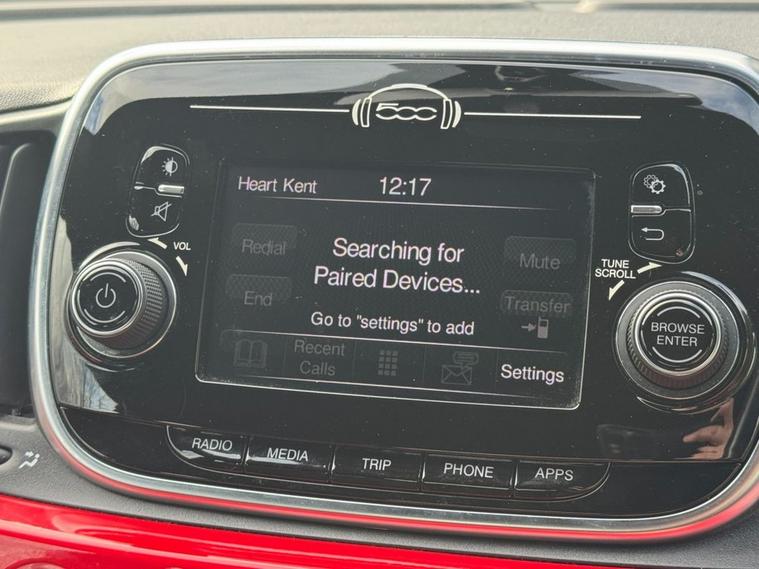 500
Heart Kent 12:17
VOL
TUNE
SCROLL
Redial
Searching for
Paired Devices...
Mute
End
Transfer
Go to "settings" to add
BROWSE
ENTER
Recent
Calls
Settings
RADIO
MEDIA
TRIP
PHONE
APPS